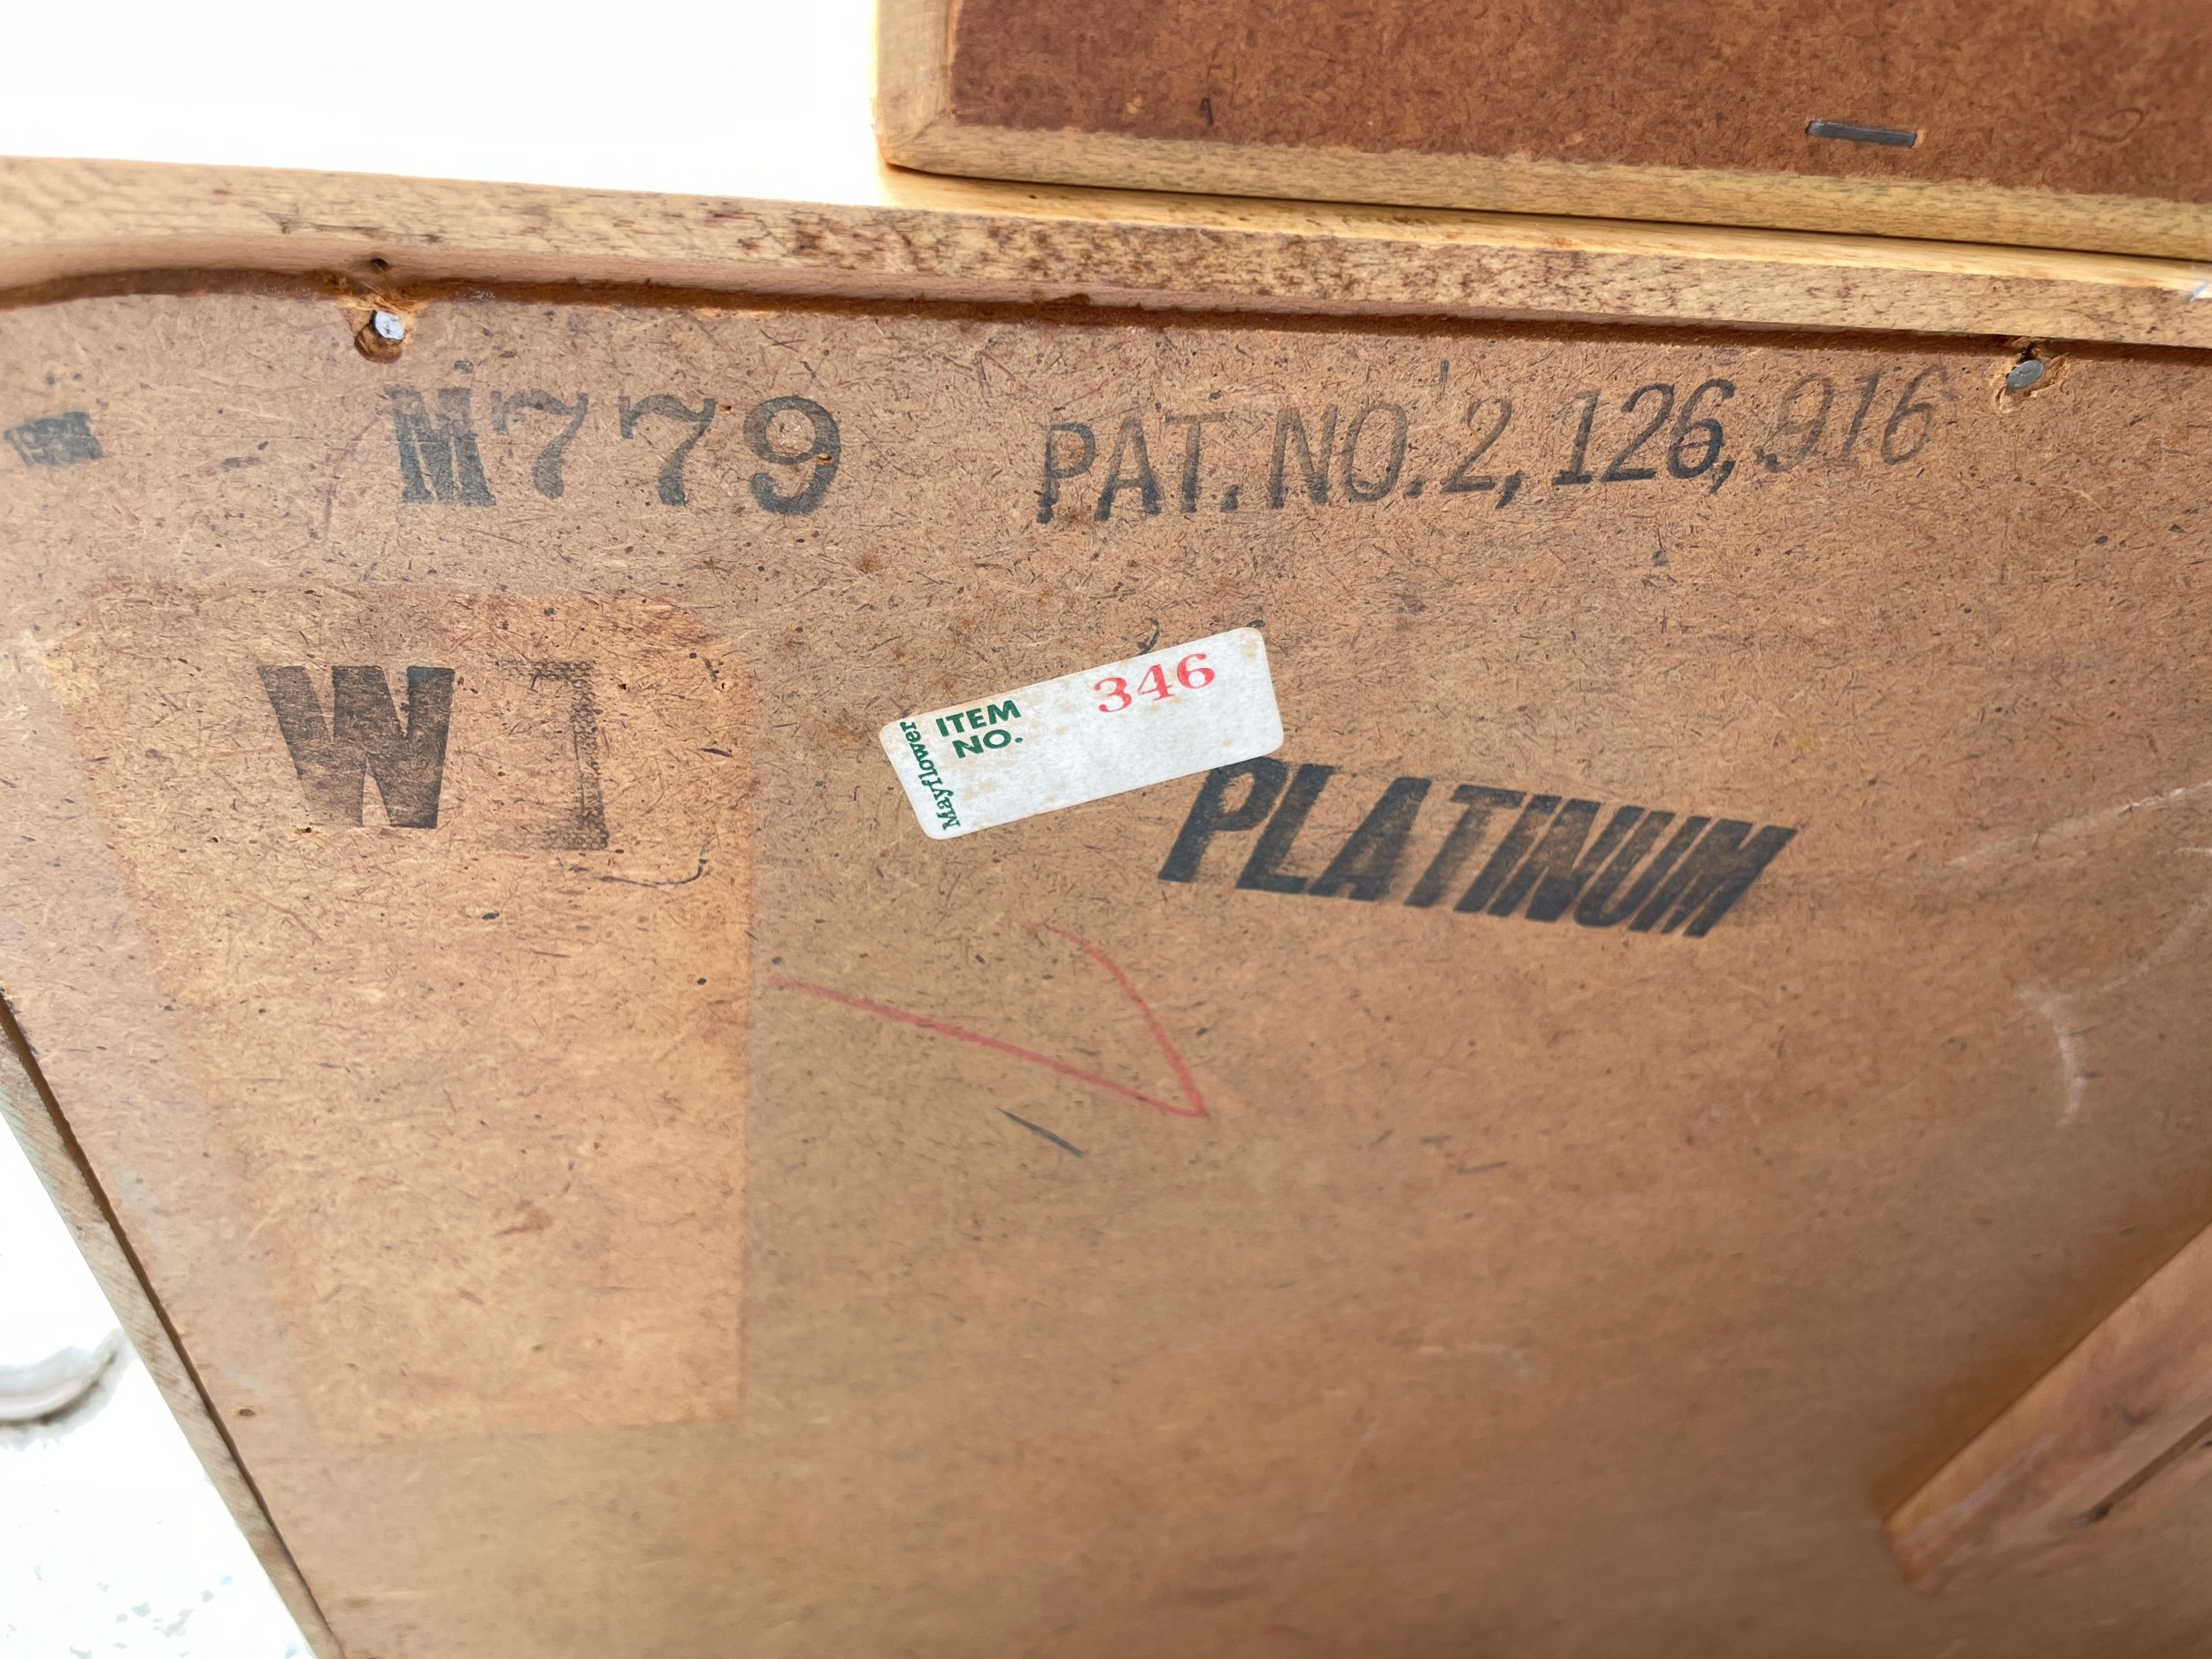 M779 PAT. NO. 2,126,916
W
ITEM NO. 346
Mayflower
PLATINUM